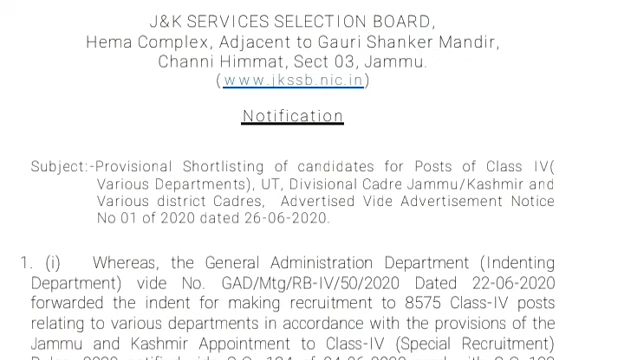 J&K SERVICES SELECTION BOARD,
Hema Complex, Adjacent to Gauri Shanker Mandir,
Channi Himmat, Sect 03, Jammu.
(www.jkssb.nic.in)
Notification
Subject:-Provisional Shortlisting of candidates for Posts of Class IV(
Various Departments), UT, Divisional Cadre Jammu/Kashmir and
Various district Cadres, Advertised Vide Advertisement Notice
No 01 of 2020 dated 26-06-2020.
1. (i) Whereas, the General Administration Department (Indenting
Department) vide No. GAD/Mtg/RB-IV/50/2020 Dated 22-06-2020
forwarded the indent for making recruitment to 8575 Class-IV posts
relating to various departments in accordance with the provisions of the
Jammu and Kashmir Appointment to Class-IV (Special Recruitment)